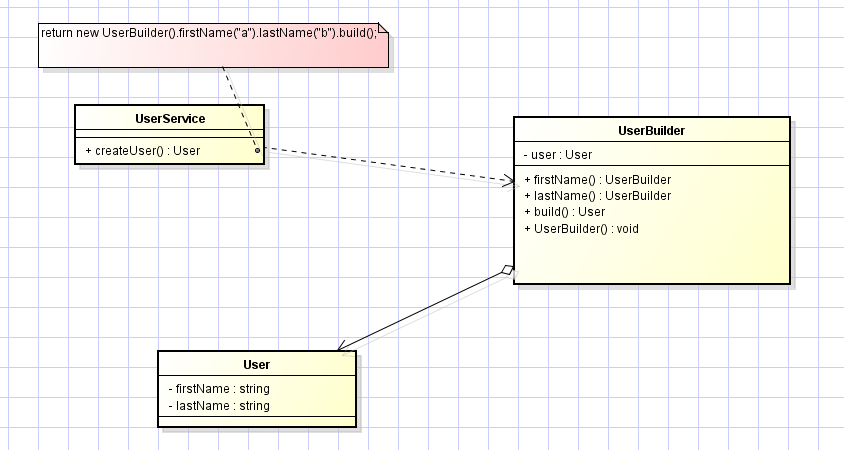 return new UserBuilder().firstName("a").lastName("b").build();
UserService
+ createUser() : User
UserBuilder
- user : User
+ firstName() : UserBuilder
+ lastName() : UserBuilder
+ build() : User
+ UserBuilder() : void
User
- firstName : string
- lastName : string